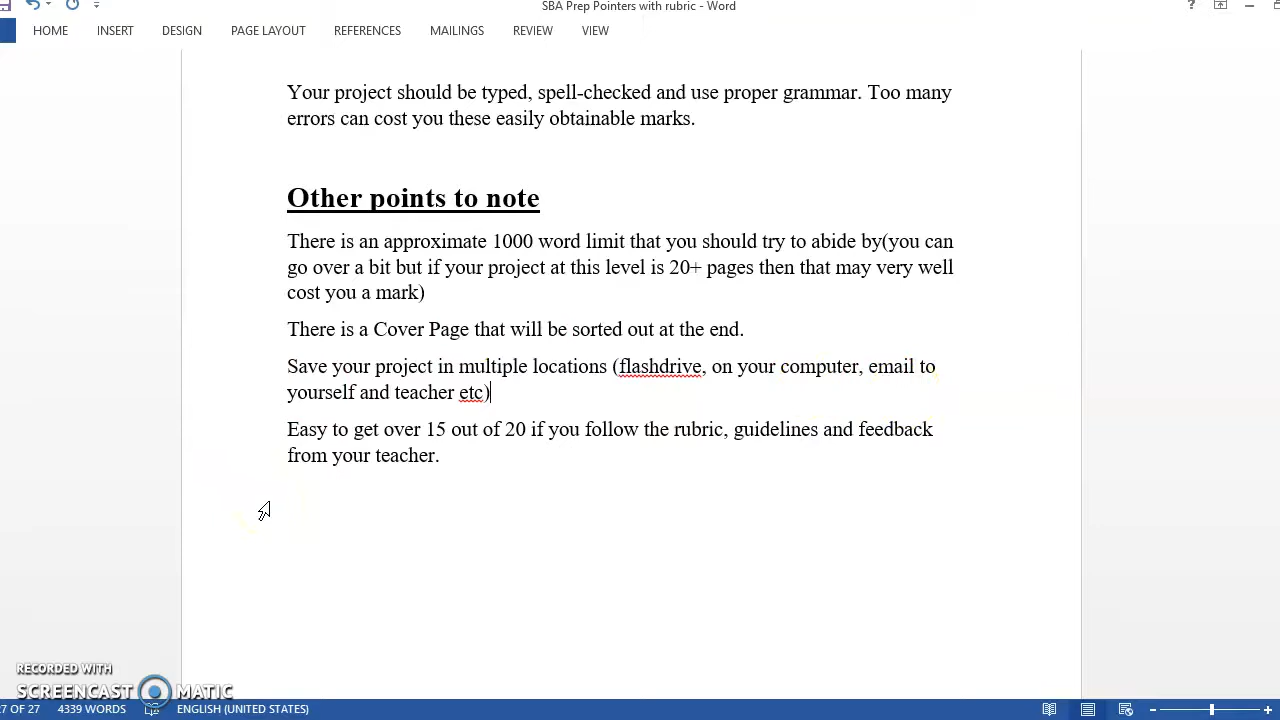 SBA Prep Pointers with rubric - Word
?
HOME INSERT DESIGN PAGE LAYOUT REFERENCES MAILINGS REVIEW VIEW
Your project should be typed, spell-checked and use proper grammar. Too many
errors can cost you these easily obtainable marks.
Other points to note
There is an approximate 1000 word limit that you should try to abide by(you can
go over a bit but if your project at this level is 20+ pages then that may very well
cost you a mark)
There is a Cover Page that will be sorted out at the end.
Save your project in multiple locations (flashdrive, on your computer, email to
yourself and teacher etc)
Easy to get over 15 out of 20 if you follow the rubric, guidelines and feedback
from your teacher.
RECORDED WITH
SCREENCAST MATIC
7 OF 27 4339 WORDS ENGLISH (UNITED STATES)